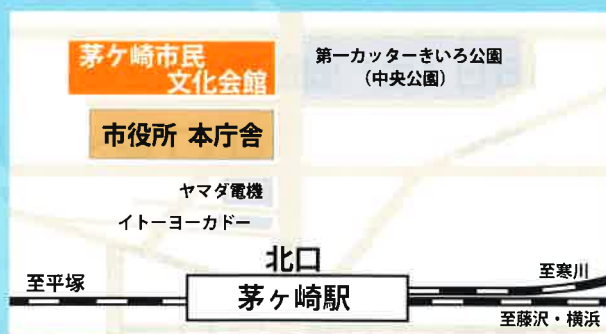 茅ケ崎市民
文化会館
第一カッターきいろ公園
（中央公園）
市役所 本庁舎
ヤマダ電機
イトーヨーカドー
北口
至平塚
茅ヶ崎駅
至寒川
至藤沢・横浜